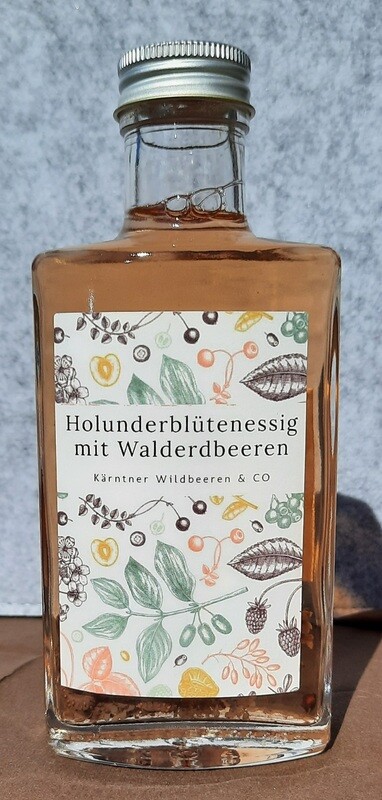 Holunderblütenessig
mit Walderdbeeren
Kärntner Wildbeeren & CO